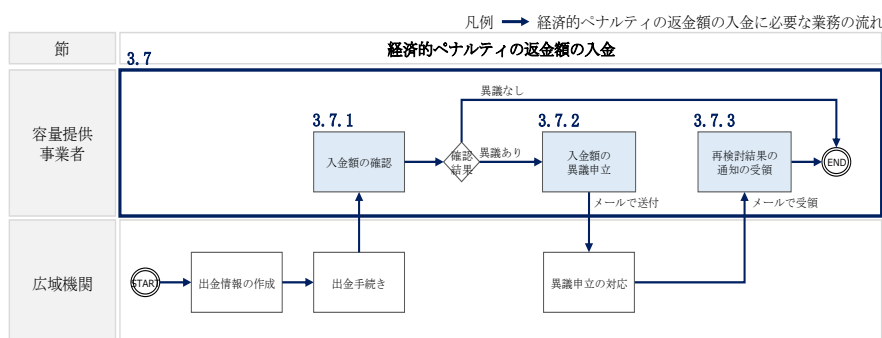 凡例 経済的ペナルティの返金額の入金に必要な業務の流れ
節
経済的ペナルティの返金額の入金
3.7
容量提供
事業者
異議なし
3.7.1
入金額の確認
確認
結果
異議あり
3.7.2
入金額の
異議申立
3.7.3
再検討結果の
通知の受領
END
メールで送付
メールで受領
広域機関
START
出金情報の作成
出金手続き
異議申立の対応